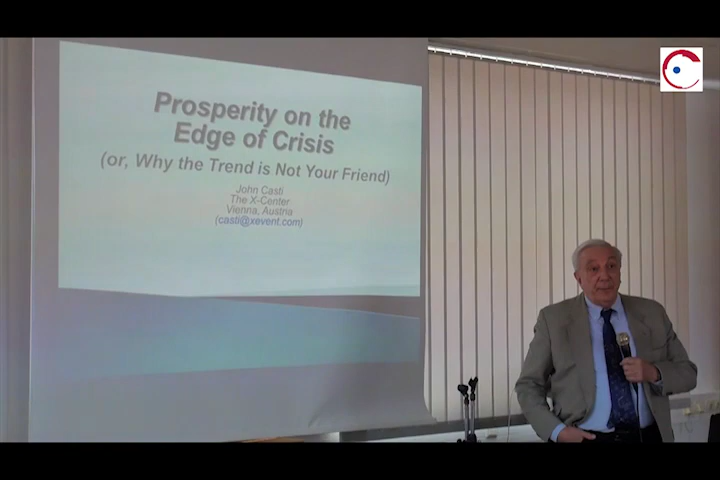 Prosperity on the
Edge of Crisis
(or, Why the Trend is Not Your Friend)
John Casti
The X-Center
Vienna, Austria
(casti@xevent.com)